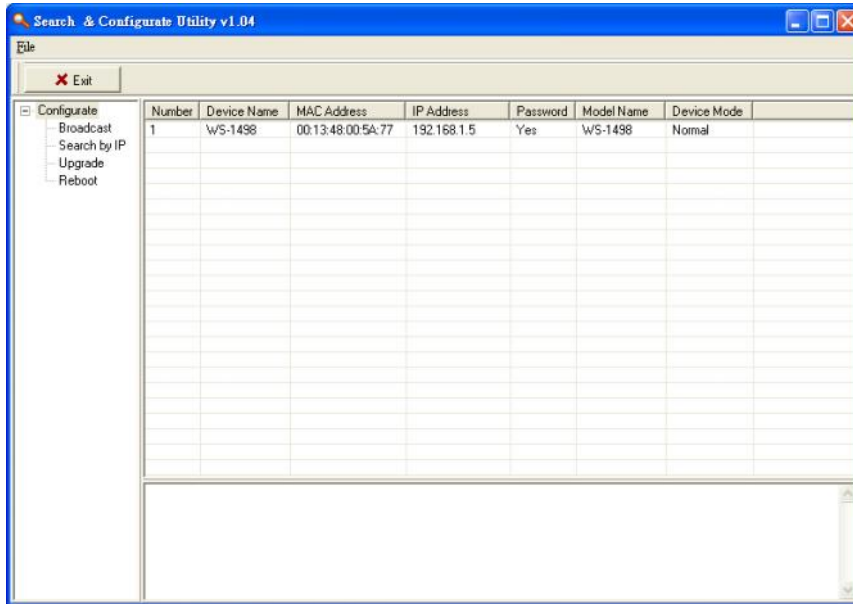 Search & Configurate Utility v1.04
File
Exit
Configurate
Broadcast
Search by IP
Upgrade
Reboot
Number Device Name MAC Address IP Address Password Model Name Device Mode
1 WS-1498 00:13:48:00:5A:77 192.168.1.5 Yes WS-1498 Normal